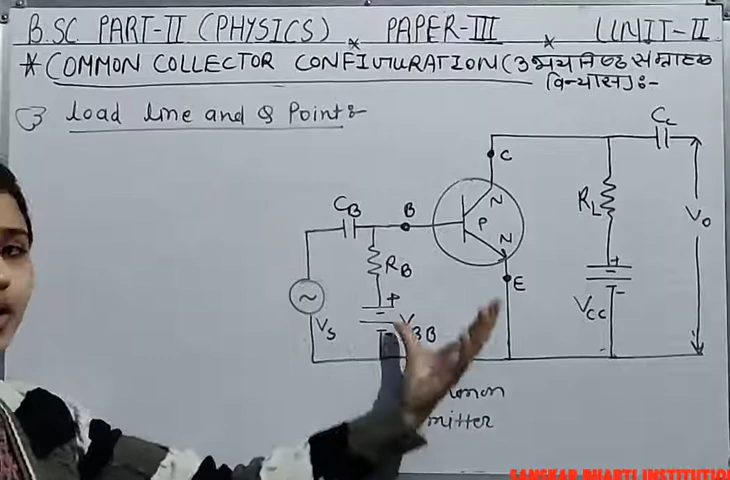 B.SC PART-II (PHYSICS) * PAPER-III * UNIT-II
* COMMON COLLECTOR CONFIGURATION (उभयनिष्ठ संग्राहक
विन्यास) :-
③ Load line and Q Point :-
CC
C
RL
VO
CB
B
N
P
N
RB
+
E
+
-
VCC
-
VS
VBB
SANSKAR BHARTI INSTITUTION